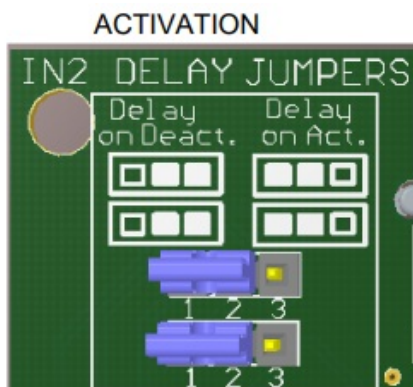 ACTIVATION
IN2 DELAY JUMPERS
Delay on Deact.
Delay on Act.
1 2 3
1 2 3